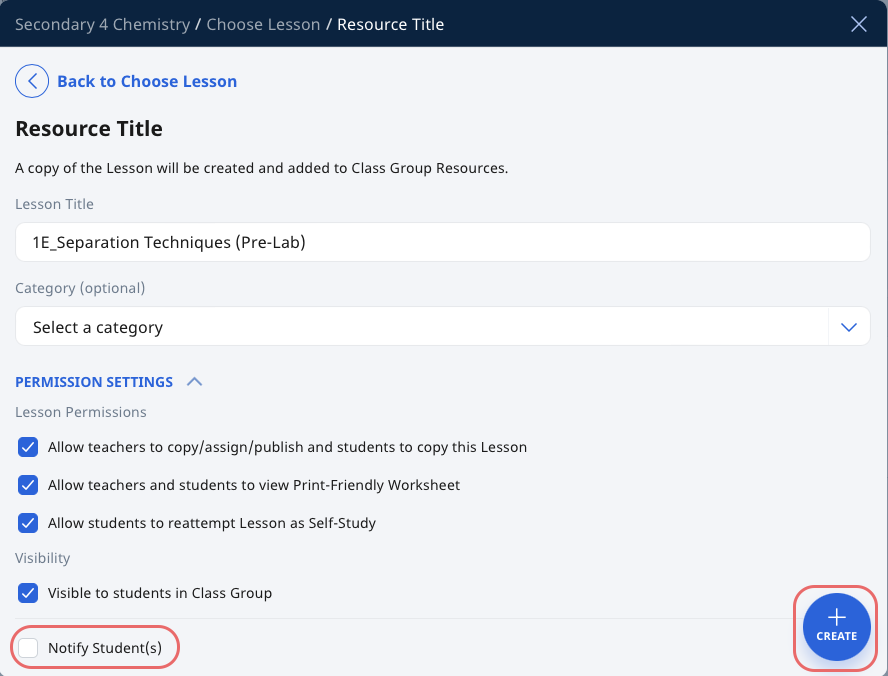 Secondary 4 Chemistry / Choose Lesson / Resource Title
Back to Choose Lesson
Resource Title
A copy of the Lesson will be created and added to Class Group Resources.
Lesson Title
1E_Separation Techniques (Pre-Lab)
Category (optional)
Select a category
PERMISSION SETTINGS
Lesson Permissions
Allow teachers to copy/assign/publish and students to copy this Lesson
Allow teachers and students to view Print-Friendly Worksheet
Allow students to reattempt Lesson as Self-Study
Visibility
Visible to students in Class Group
CREATE
Notify Student(s)